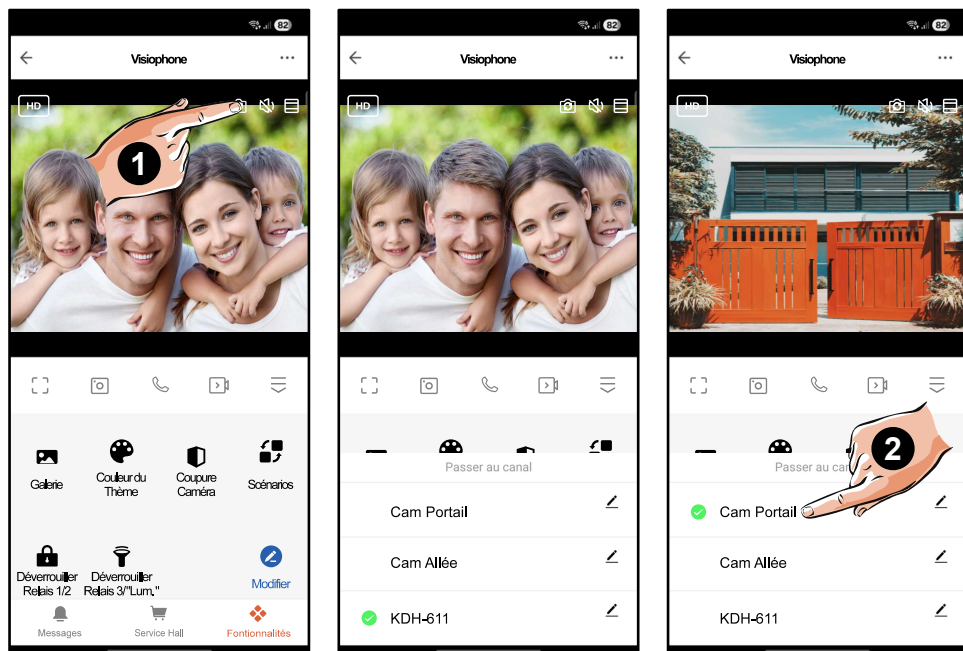 82
Visiophone
HD
1
Galerie
Couleur du
Thème
Coupure
Caméra
Scénarios
Déverrouiller
Relais 1/2
Déverrouiller
Relais 3/"Lum."
Modifier
Messages
Service Hall
Fontionnalités
82
Visiophone
HD
Passer au canal
Cam Portail
Cam Allée
KDH-611
82
Visiophone
HD
Passer au can
2
Cam Portail
Cam Allée
KDH-611